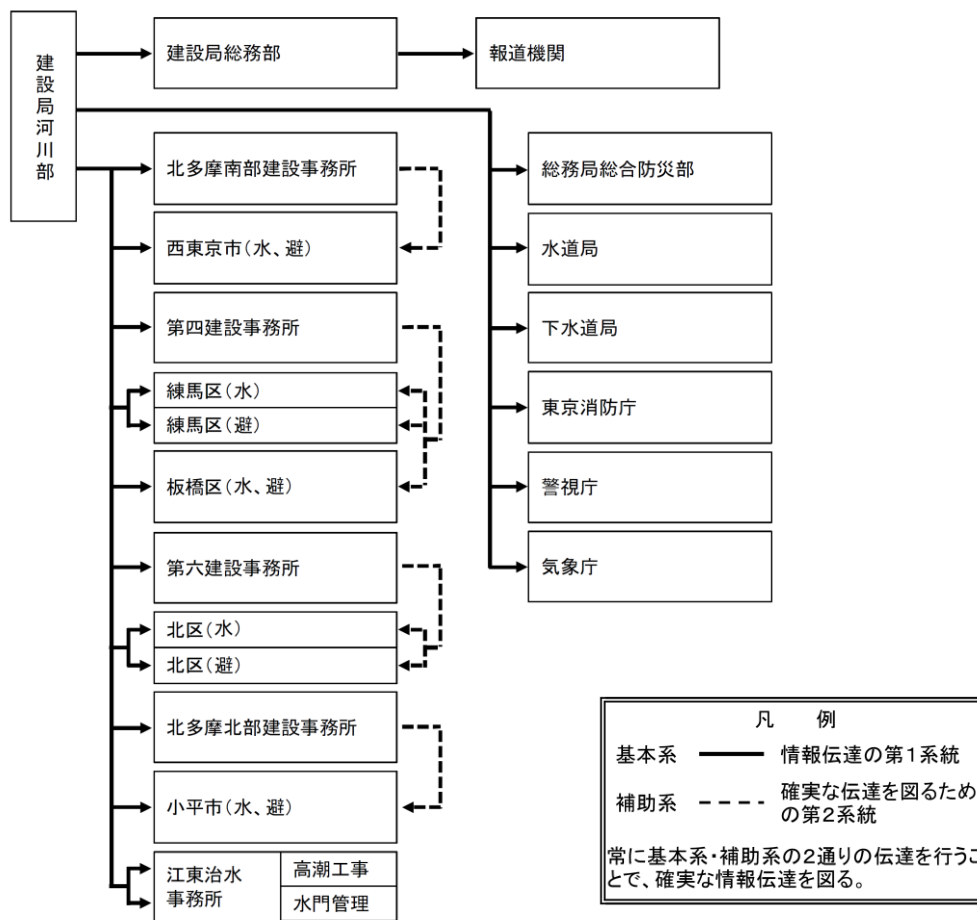 建設局河川部
建設局総務部
報道機関
北多摩南部建設事務所
西東京市(水、避)
第四建設事務所
練馬区(水)
練馬区(避)
板橋区(水、避)
第六建設事務所
北区(水)
北区(避)
北多摩北部建設事務所
小平市(水、避)
江東治水
事務所
高潮工事
水門管理
総務局総合防災部
水道局
下水道局
東京消防庁
警視庁
気象庁
凡　例
基本系 情報伝達の第1系統
補助系 確実な伝達を図るため
の第2系統
常に基本系・補助系の2通りの伝達を行うこ
とで、確実な情報伝達を図る。